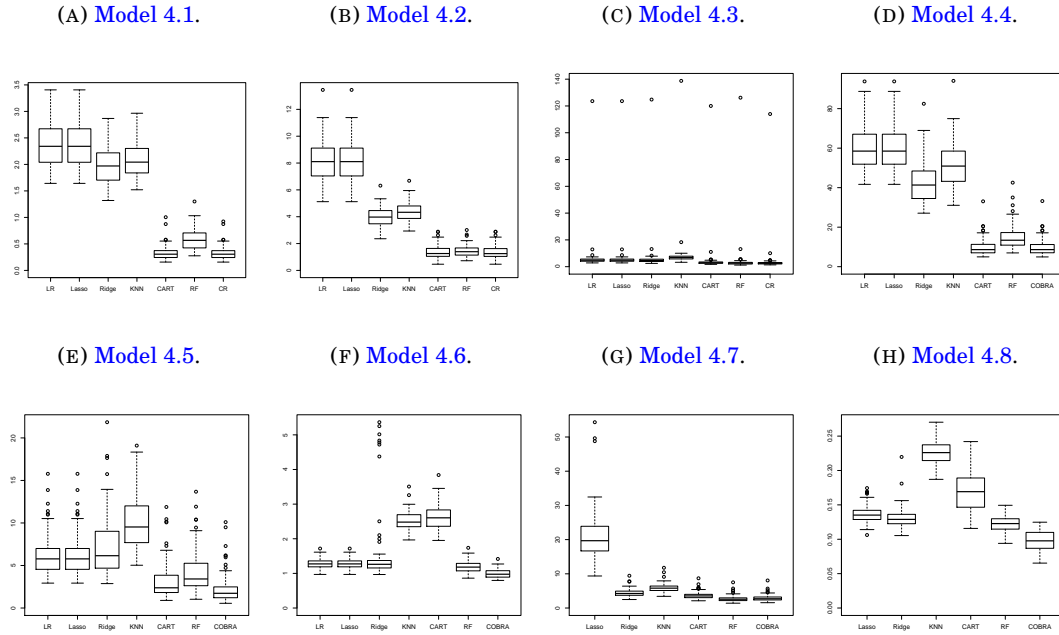 (A) Model 4.1. (B) Model 4.2. (C) Model 4.3. (D) Model 4.4.
3.5 12 140 80
3.0 10 120 60
2.5 8 100 40
2.0 6 80 20
1.5 4 60 0
1.0 2 40
0.5 0 20
0.0 0
LR Lasso Ridge KNN CART RF CR LR Lasso Ridge KNN CART RF CR LR Lasso Ridge KNN CART RF CR LR Lasso Ridge KNN CART RF COBRA
(E) Model 4.5. (F) Model 4.6. (G) Model 4.7. (H) Model 4.8.
20 5 60 0.25
15 4 50 0.20
10 3 40 0.15
5 2 30 0.10
0 1 20 0.05
0 10 0.00
0
LR Lasso Ridge KNN CART RF COBRA LR Lasso Ridge KNN CART RF COBRA Lasso Ridge KNN CART RF COBRA Lasso Ridge KNN CART RF COBRA